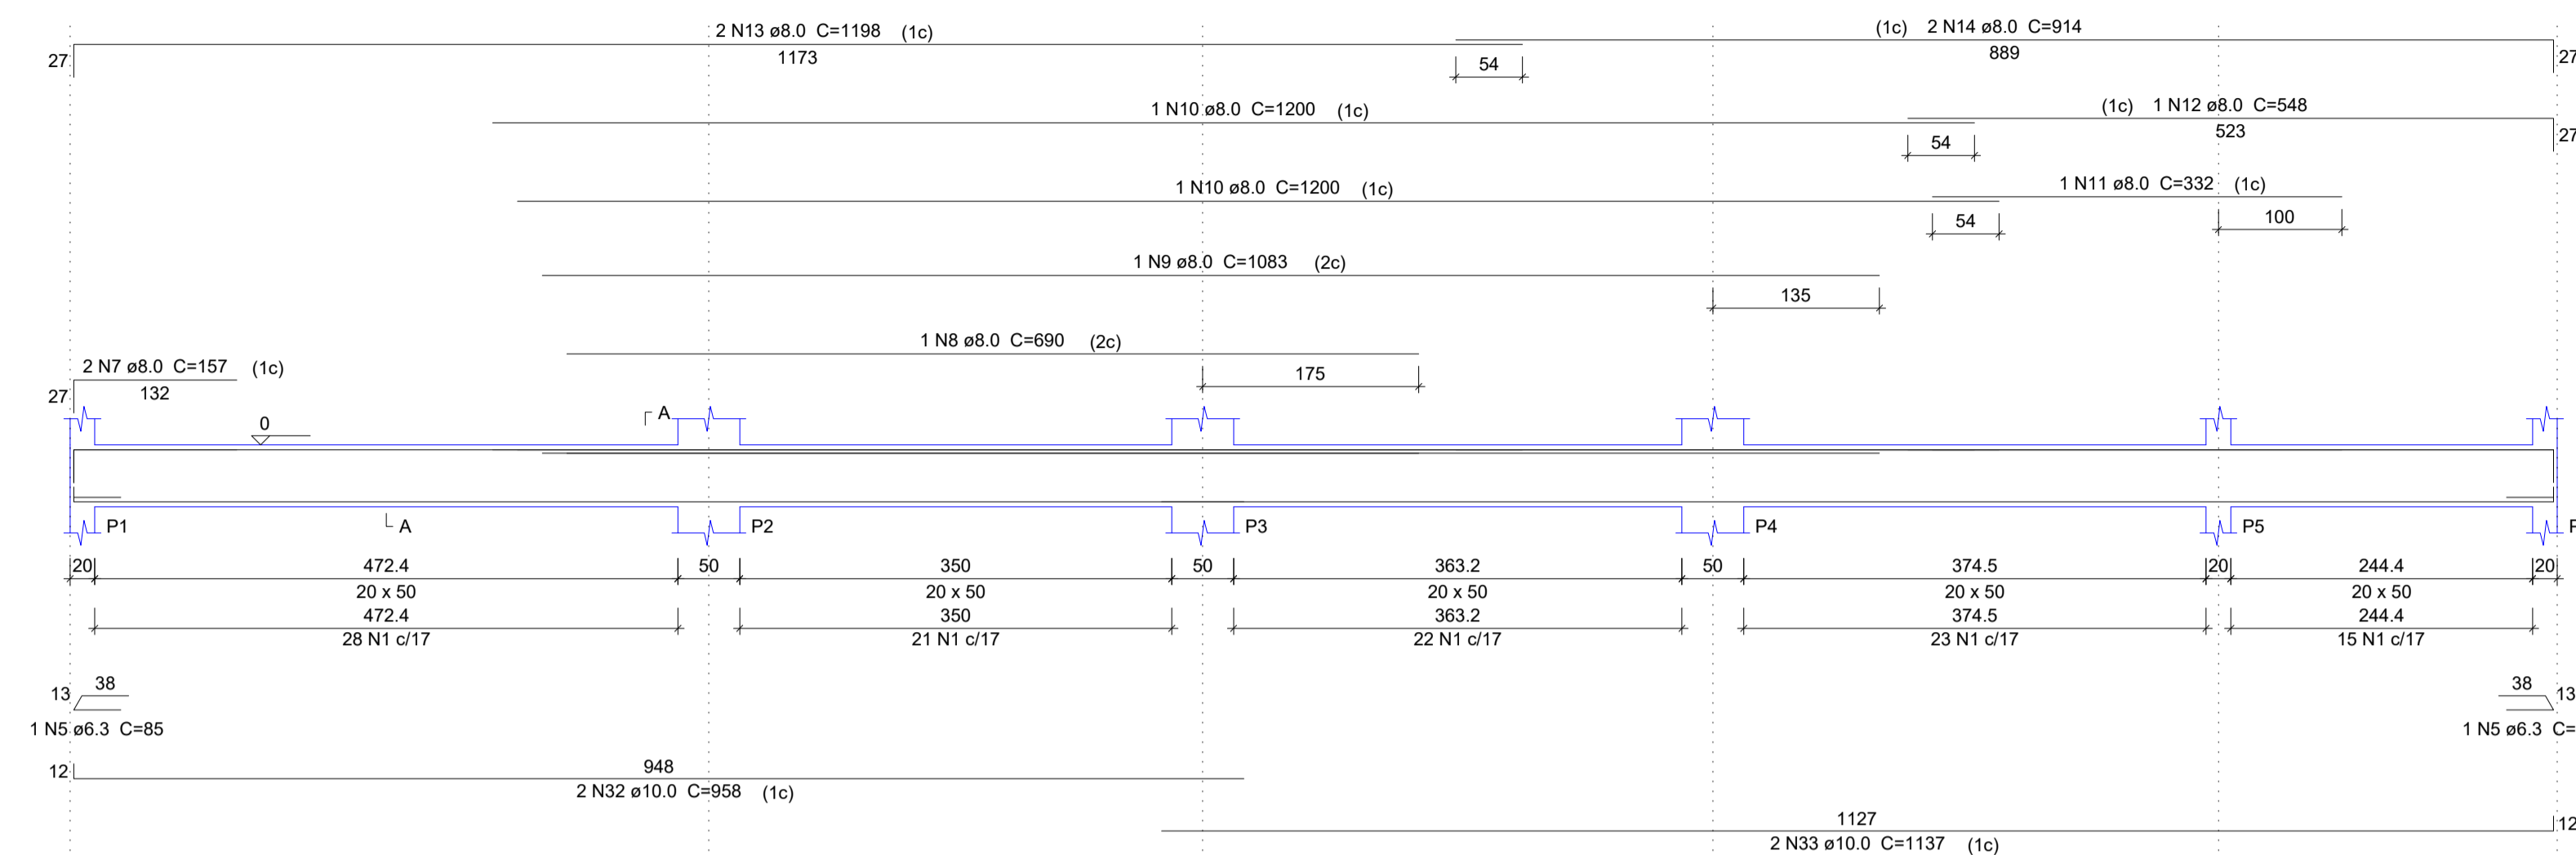 2 N13 ø8.0 C=1198 (1c)
1173
27
(1c) 2 N14 ø8.0 C=914
889
27
54
1 N10 ø8.0 C=1200 (1c)
(1c) 1 N12 ø8.0 C=548
523
27
54
1 N10 ø8.0 C=1200 (1c)
1 N11 ø8.0 C=332 (1c)
54
100
1 N9 ø8.0 C=1083 (2c)
135
1 N8 ø8.0 C=690 (2c)
175
2 N7 ø8.0 C=157 (1c)
132
27
0
A
A
P1
P2
P3
P4
P5
20 472.4 50 350 50 363.2 50 374.5 20 244.4 20
20 x 50 20 x 50 20 x 50 20 x 50 20 x 50
472.4 350 363.2 374.5 244.4
28 N1 c/17 21 N1 c/17 22 N1 c/17 23 N1 c/17 15 N1 c/17
13 38
1 N5 ø6.3 C=85
38 13
1 N5 ø6.3 C=
12
948
2 N32 ø10.0 C=958 (1c)
1127
12
2 N33 ø10.0 C=1137 (1c)